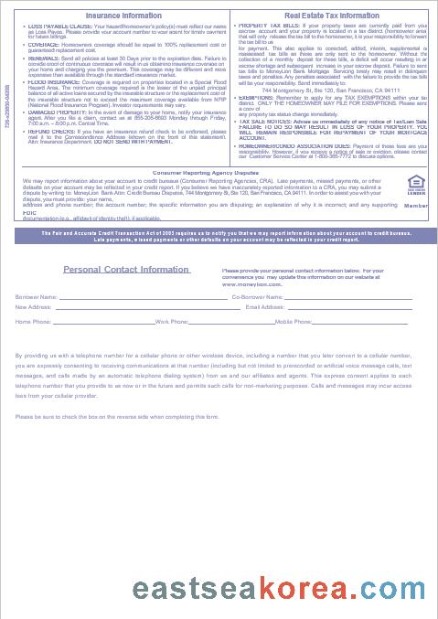 Insurance Information
LOSS PAYABLE CLAUSE: Your hazard/homeowner's policy(s) must reflect our name
as Loss Payee. Please provide your account number to your agent for timely payment
for future billings.
COVERAGE: Homeowners coverage should be equal to 100% replacement cost or
guaranteed replacement cost.
RENEWALS: Send all policies at least 30 Days prior to the expiration date. Failure to
provide proof of continuous coverage will result in us obtaining insurance coverage on
your home and charging you the premium. This coverage may be different and more
expensive than available through the standard insurance market.
FLOOD INSURANCE: Coverage is required on properties located in a Special Flood
Hazard Area. The minimum coverage required is the lesser of the unpaid principal
balance of all active loans secured by the insurable structure or the replacement cost of
the insurable structure not to exceed the maximum coverage available from NFIP
(National Flood Insurance Program). Investor requirements may vary.
DAMAGED PROPERTY: In the event of damage to your home, notify your insurance
agent. After you file a claim, contact us at
7:00 a.m. - 8:00 p.m. Central Time.
REFUND CHECKS: If you have an insurance refund check to be endorsed, please
mail it to the Correspondence Address (shown on the front of this statement),
Attn: Insurance Department. DO NOT SEND WITH PAYMENT.
Real Estate Tax Information
PROPERTY TAX BILLS: If your property taxes are currently paid from your
escrow account and your property is located in a tax district (homeowner area
that will only release the tax bill to the homeowner, it is your responsibility to forward
the tax bill to us
for payment. This also applies to corrected, added, interim, supplemental or
reassessed tax bills as these are only sent to the homeowner. Without the
collection of a monthly deposit for these bills, a deficit will occur resulting in an
escrow shortage and subsequent increase in your escrow deposit. Failure to send
tax bills to MoneyLion Bank Mortgage Servicing timely may result in delinquent
taxes and penalties. Any penalties associated with the failure to provide the tax bill
will be your responsibility. Send immediately to:
744 Montgomery St, Ste 120, San Francisco, CA 94111
EXEMPTIONS: Remember to apply for any TAX EXEMPTIONS within your tax
district. ONLY THE HOMEOWNER MAY FILE FOR EXEMPTIONS. Please send
a copy of
any property tax status change immediately.
TAX SALE NOTICES: Advise us immediately of any notice of Tax/Lien Sale.
FAILURE TO DO SO MAY RESULT IN LOSS OF YOUR PROPERTY. YOU
WILL REMAIN RESPONSIBLE FOR REPAYMENT OF YOUR MORTGAGE
ACCOUNT.
HOMEOWNER/CONDO ASSOCIATION DUES: Payment of these fees are your
responsibility. However, if you receive a notice of sale or revision, please contact
our Customer Service Center at 1-888-366-7712 to discuss options.
Consumer Reporting Agency Disputes
We may report information about your account to credit bureaus (Consumer Reporting Agencies, CRA). Late payments, missed payments, or other
defaults on your account may be reflected in your credit report. If you believe we have inaccurately reported information to a CRA, you may submit a
dispute by writing to: MoneyLion Bank Attn: Credit Bureau Disputes, 744 Montgomery St, Ste 120, San Francisco, CA 94111. In order to assist you with your
dispute, you must provide: your name,
address and phone number; the account number; the specific information you are disputing; an explanation of why it is incorrect; and any supporting
FDIC
documentation (e.g., affidavit of identity theft), if applicable.
Member
The Fair and Accurate Credit Transaction Act of 2003 requires us to notify you that we may report information about your account to credit bureaus.
Late payments, missed payments or other defaults on your account may be reflected in your credit report.
Personal Contact Information
Please provide your personal contact information below. For your
convenience you may update this information on our website at
www.moneylion.com.
Borrower Name: Co-Borrower Name:
New Address: Email Address:
Home Phone: Work Phone: Mobile Phone:
By providing us with a telephone number for a cellular phone or other wireless device, including a number that you later convert to a cellular number,
you are expressly consenting to receiving communications at that number (including but not limited to prerecorded or artificial voice message calls, text
messages, and calls made by an automatic telephone dialing system) from us and our affiliates and agents. This express consent applies to each
telephone number that you provide to us now or in the future and permits such calls for non-marketing purposes. Calls and messages may incur access
fees from your cellular provider.
Please be sure to check the box on the reverse side when completing this form.
eastseakorea.com